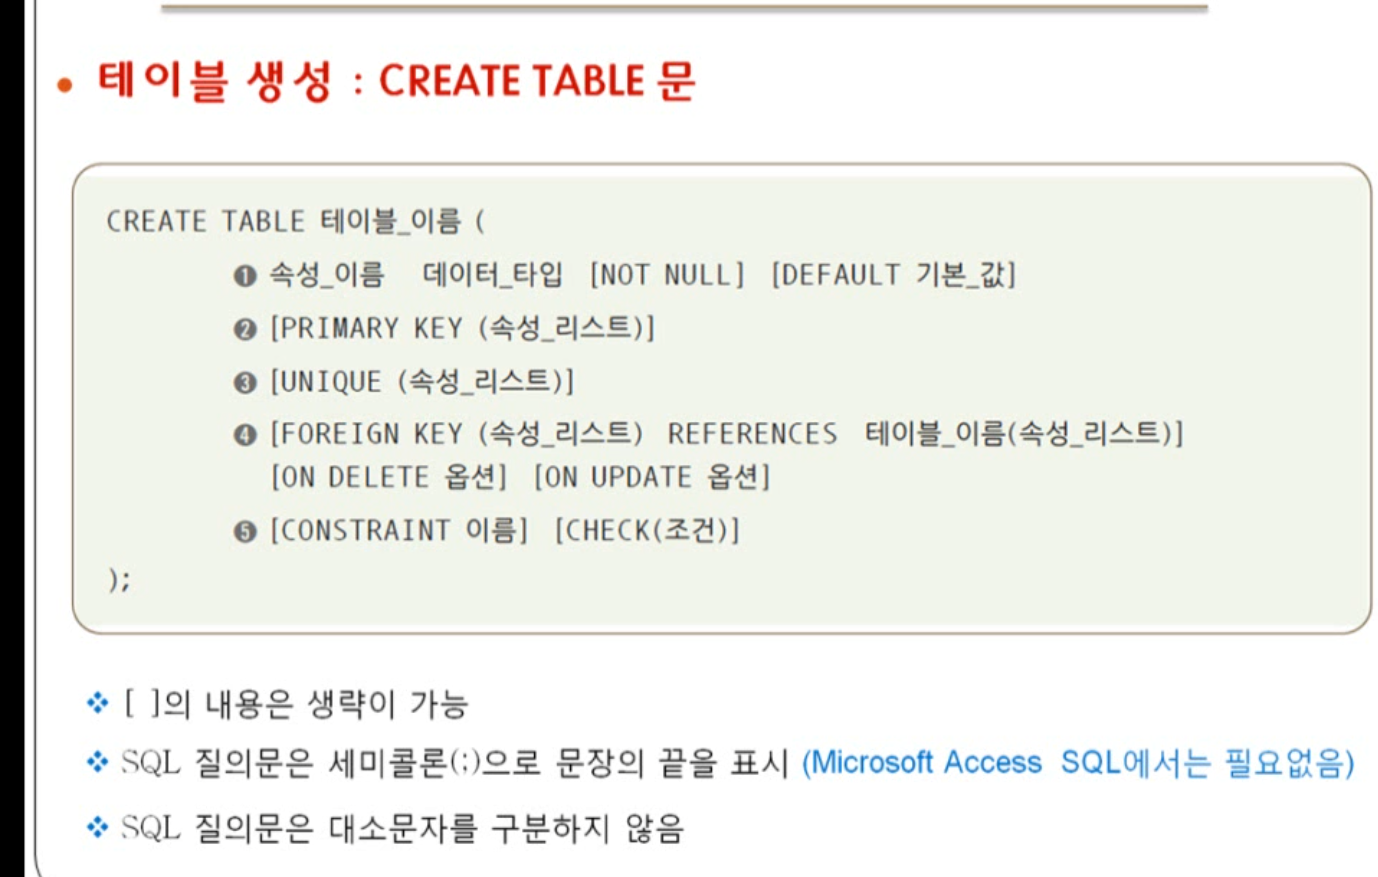 • 테이블 생성 : CREATE TABLE 문
CREATE TABLE 테이블_이름 (
❶ 속성_이름 데이터_타입 [NOT NULL] [DEFAULT 기본_값]
❷ [PRIMARY KEY (속성_리스트)]
❸ [UNIQUE (속성_리스트)]
❹ [FOREIGN KEY (속성_리스트) REFERENCES 테이블_이름(속성_리스트)]
[ON DELETE 옵션] [ON UPDATE 옵션]
❺ [CONSTRAINT 이름] [CHECK(조건)]
);
❖ [ ]의 내용은 생략이 가능
❖ SQL 질의문은 세미콜론(;)으로 문장의 끝을 표시 (Microsoft Access SQL에서는 필요없음)
❖ SQL 질의문은 대소문자를 구분하지 않음